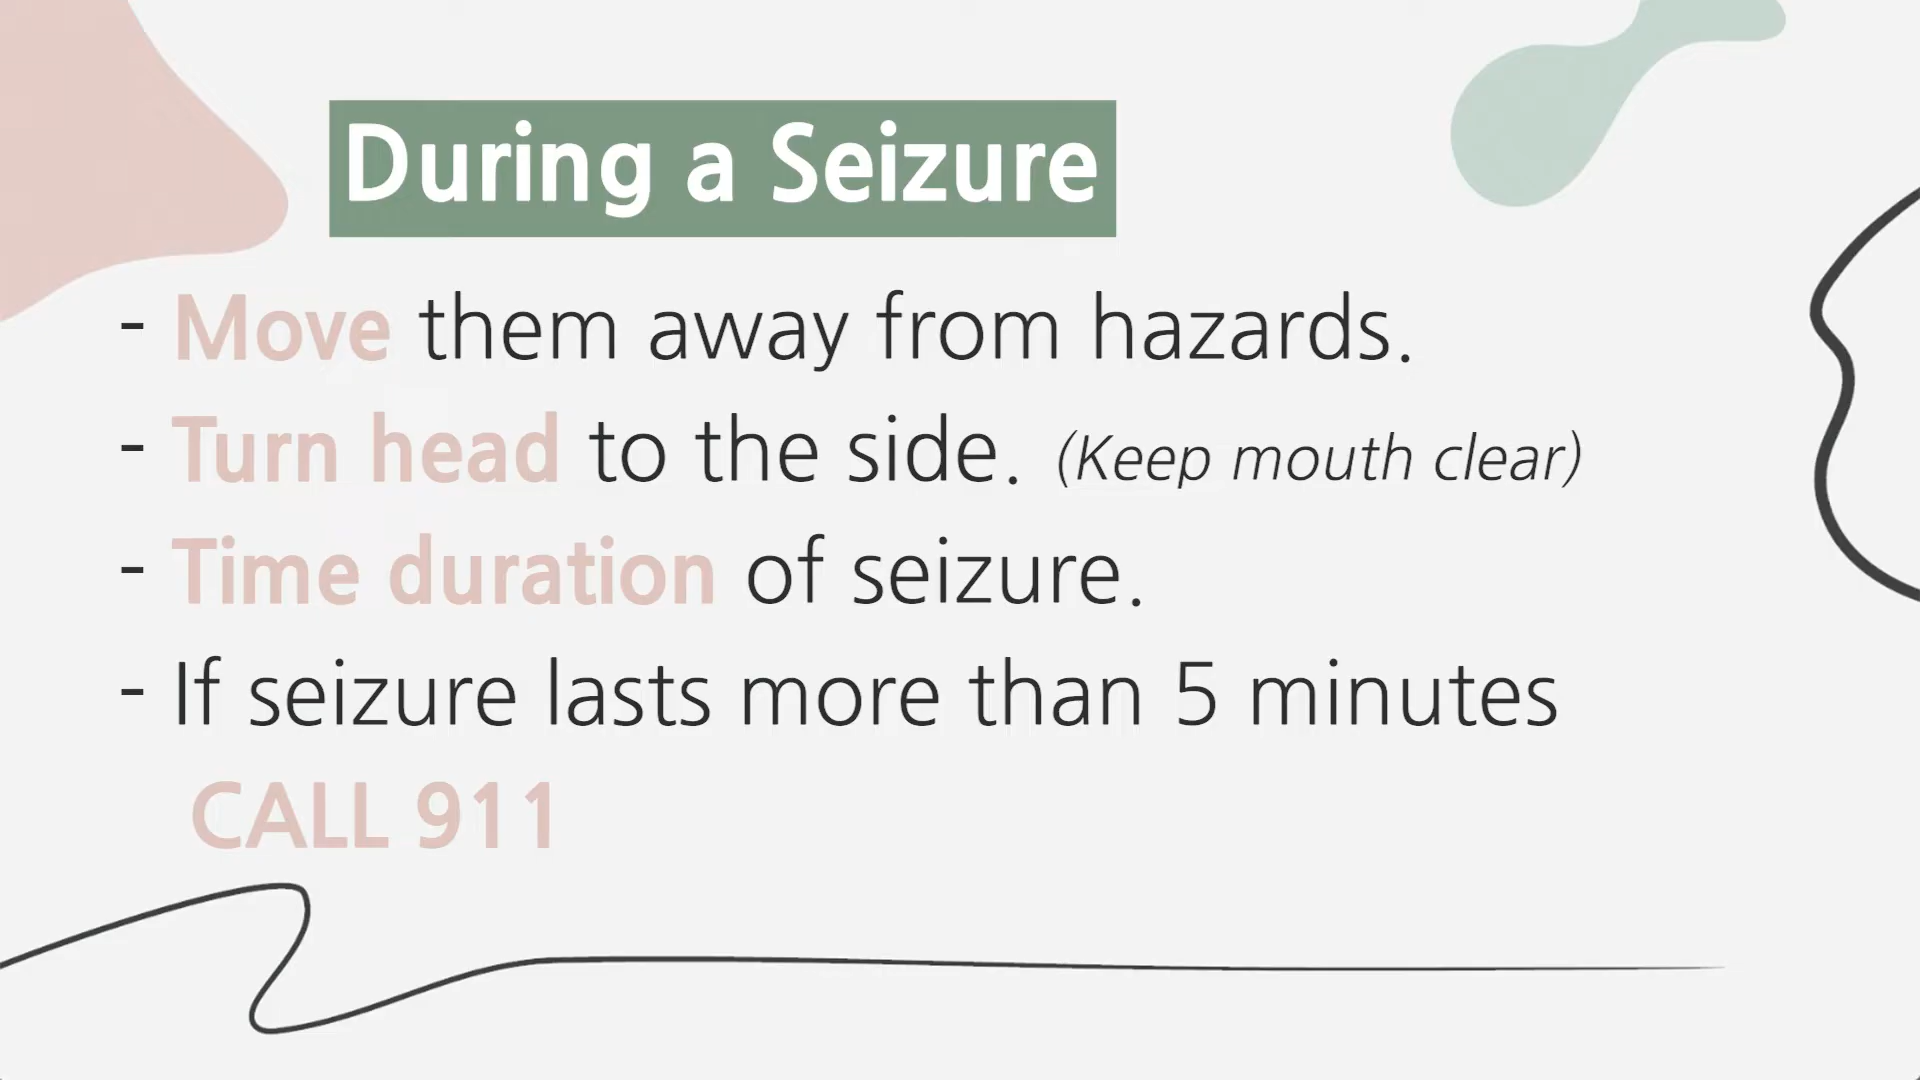 During a Seizure
- Move them away from hazards.
- Turn head to the side. (Keep mouth clear)
- Time duration of seizure.
- If seizure lasts more than 5 minutes
CALL 911